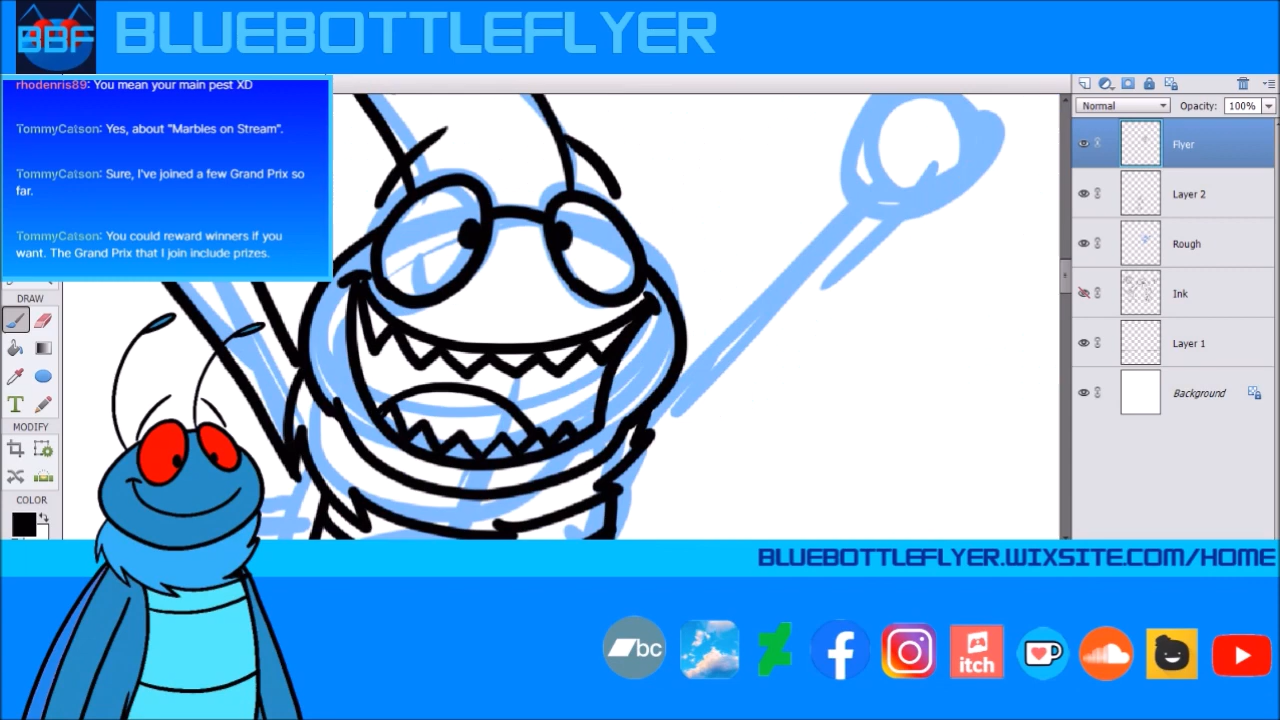 BBF BLUEBOTTLEFLYER
rhodenris89: You mean your main pest XD
TommyCatson: Yes, about "Marbles on Stream".
TommyCatson: Sure, I've joined a few Grand Prix so
far.
TommyCatson: You could reward winners if you
want. The Grand Prix that I join include prizes.
Normal Opacity: 100%
Flyer
Layer 2
Rough
Ink
Layer 1
Background
DRAW
T
MODIFY
COLOR
BLUEBOTTLEFLYER.WIXSITE.COM/HOME
bc
itch